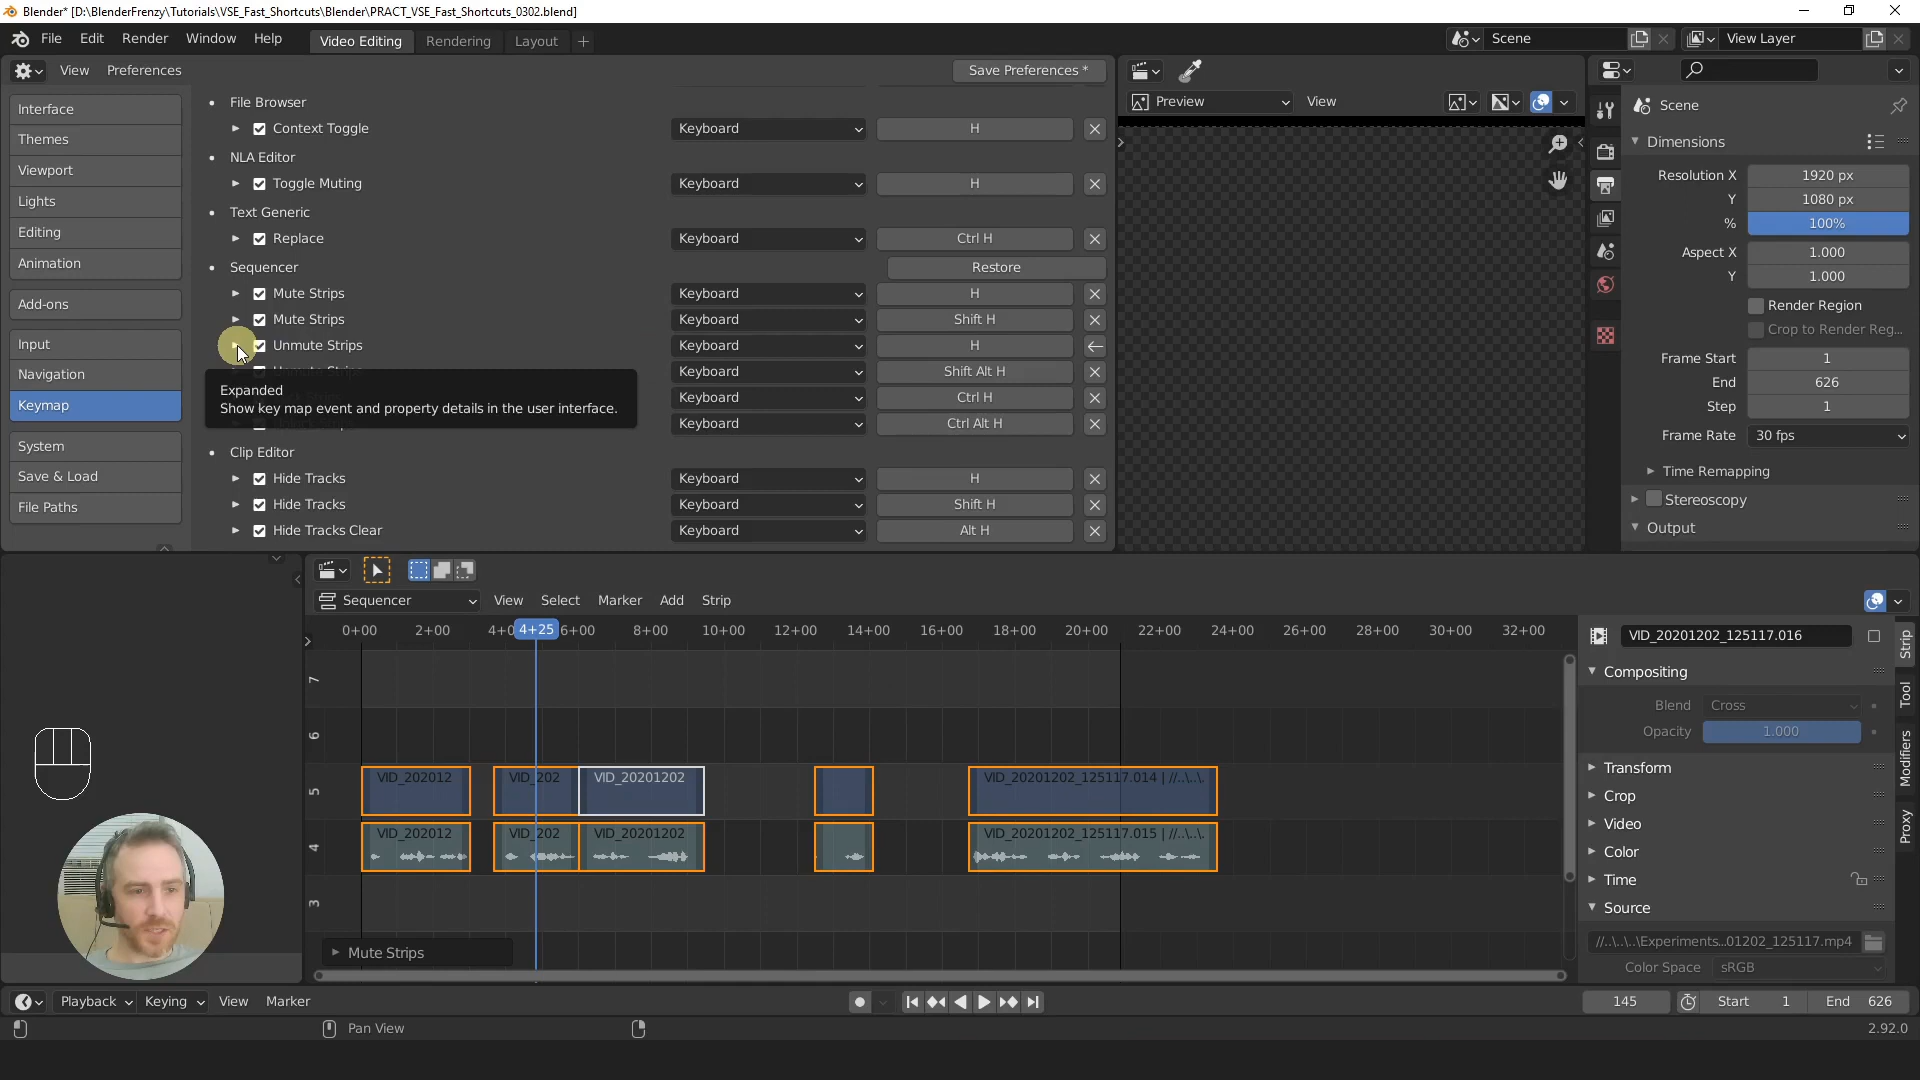 Blender* [D:\BlenderFrenzy\Tutorials\VSE_Fast_Shortcuts\Blender\PRACT_VSE_Fast_Shortcuts_0302.blend]
File Edit Render Window Help Video Editing Rendering Layout Scene View Layer
View Preferences Save Preferences *
Interface
Themes
Viewport
Lights
Editing
Animation
Add-ons
Input
Navigation
Keymap
System
Save & Load
File Paths
File Browser
Context Toggle Keyboard H
NLA Editor
Toggle Muting Keyboard H
Text Generic
Replace Keyboard Ctrl H
Sequencer Restore
Mute Strips Keyboard H
Mute Strips Keyboard Shift H
Unmute Strips Keyboard H
Keyboard Shift Alt H
Expanded
Show key map event and property details in the user interface.
Keyboard Ctrl H
Keyboard Ctrl Alt H
Clip Editor
Hide Tracks Keyboard H
Hide Tracks Keyboard Shift H
Hide Tracks Clear Keyboard Alt H
Preview View
Scene
Dimensions
Resolution X 1920 px
Y 1080 px
% 100%
Aspect X 1.000
Y 1.000
Render Region
Crop to Render Reg...
Frame Start 1
End 626
Step 1
Frame Rate 30 fps
Time Remapping
Stereoscopy
Output
Sequencer View Select Marker Add Strip
0+00 2+00 4+0 4+25 6+00 8+00 10+00 12+00 14+00 16+00 18+00 20+00 22+00 24+00 26+00 28+00 30+00 32+00
7
6
5
4
3
VID_202012 VID_202 VID_20201202 VID_20201202_125117.014 | //..\..\.
VID_202012 VID_202 VID_20201202 VID_20201202_125117.015 | //..\..\.
Mute Strips
VID_20201202_125117.016
Compositing
Blend Cross
Opacity 1.000
Transform
Crop
Video
Color
Time
Source
//..\..\..\Experiments...01202_125117.mp4
Color Space sRGB
Strip
Tool
Modifiers
Proxy
Playback Keying View Marker 145 Start 1 End 626
Pan View 2.92.0